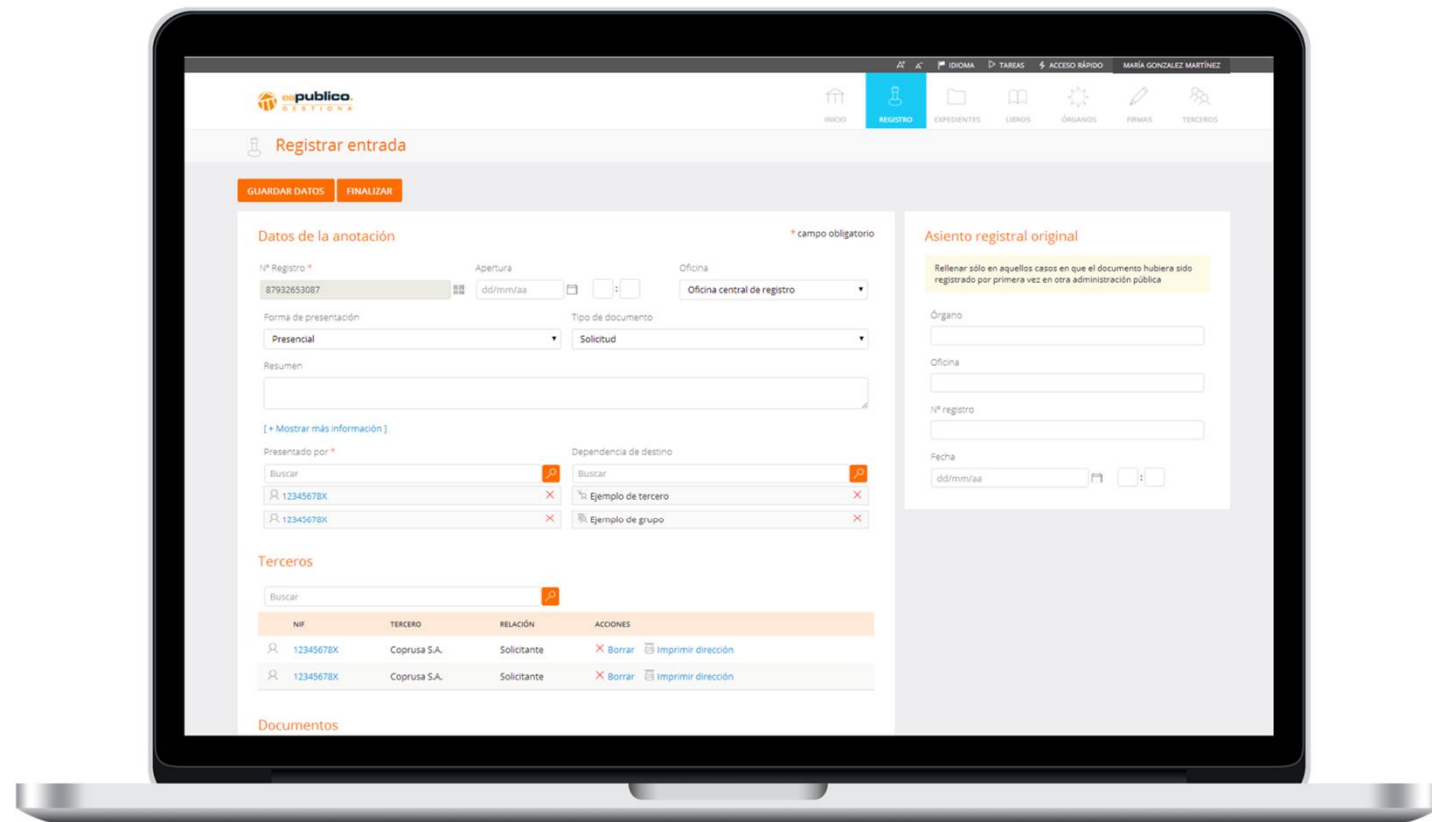 IDIOMA TAREAS ACCESO RÁPIDO MARÍA GONZALEZ MARTÍNEZ
espublico.
GESTIONA
INICIO REGISTRO EXPEDIENTES LIBROS ÓRGANOS FIRMAS TERCEROS
Registrar entrada
GUARDAR DATOS FINALIZAR
Datos de la anotación * campo obligatorio
Nº Registro * Apertura Oficina
87932653087 dd/mm/aa : Oficina central de registro
Forma de presentación Tipo de documento
Presencial Solicitud
Resumen
[ + Mostrar más información ]
Presentado por * Dependencia de destino
Buscar Buscar
12345678X Ejemplo de tercero
12345678X Ejemplo de grupo
Terceros
Buscar
NIF TERCERO RELACIÓN ACCIONES
12345678X Coprusa S.A. Solicitante Borrar Imprimir dirección
12345678X Coprusa S.A. Solicitante Borrar Imprimir dirección
Documentos
Asiento registral original
Rellenar sólo en aquellos casos en que el documento hubiera sido
registrado por primera vez en otra administración pública
Órgano
Oficina
Nº registro
Fecha
dd/mm/aa :